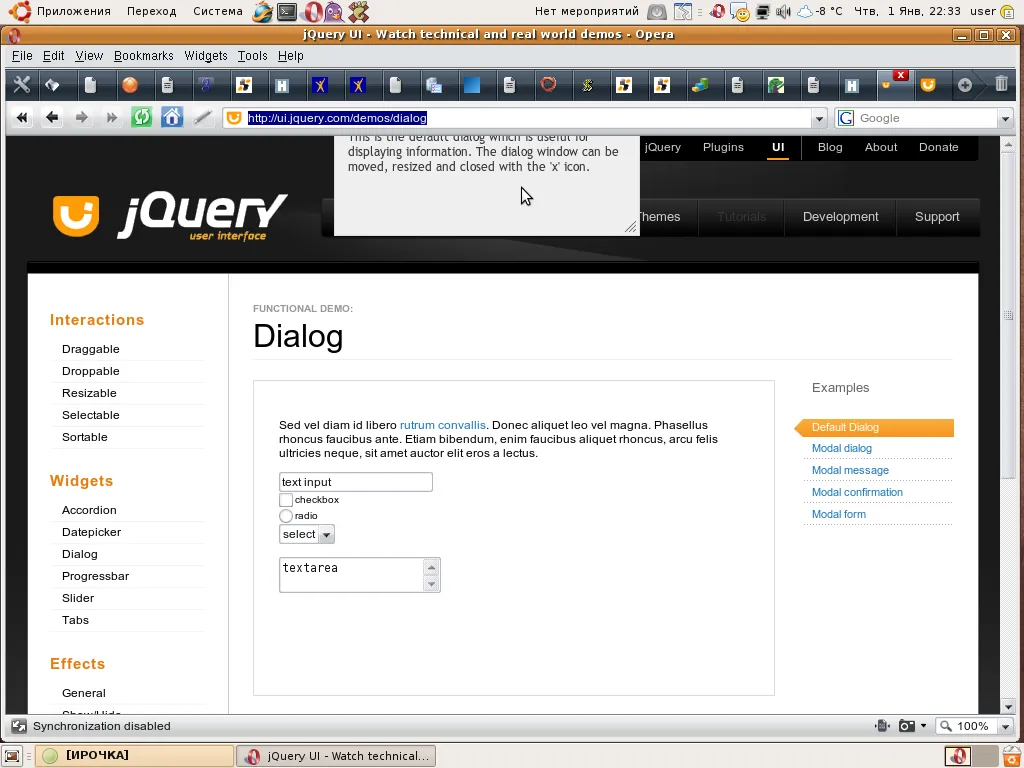 Приложения Переход Система Нет мероприятий -8 °C Чтв, 1 Янв, 22:33 user
jQuery UI - Watch technical and real world demos - Opera
File Edit View Bookmarks Widgets Tools Help
http://ui.jquery.com/demos/dialog Google
This is the default dialog which is useful for
displaying information. The dialog window can be
moved, resized and closed with the 'x' icon.
jQuery Plugins UI Blog About Donate
jQuery
user interface
Themes Tutorials Development Support
Interactions
Draggable
Droppable
Resizable
Selectable
Sortable
Widgets
Accordion
Datepicker
Dialog
Progressbar
Slider
Tabs
Effects
General
Show/Hide
FUNCTIONAL DEMO:
Dialog
Sed vel diam id libero rutrum convallis. Donec aliquet leo vel magna. Phasellus
rhoncus faucibus ante. Etiam bibendum, enim faucibus aliquet rhoncus, arcu felis
ultricies neque, sit amet auctor elit eros a lectus.
text input
checkbox
radio
select
textarea
Examples
Default Dialog
Modal dialog
Modal message
Modal confirmation
Modal form
Synchronization disabled 100%
[ИРОЧКА] jQuery UI - Watch technical...